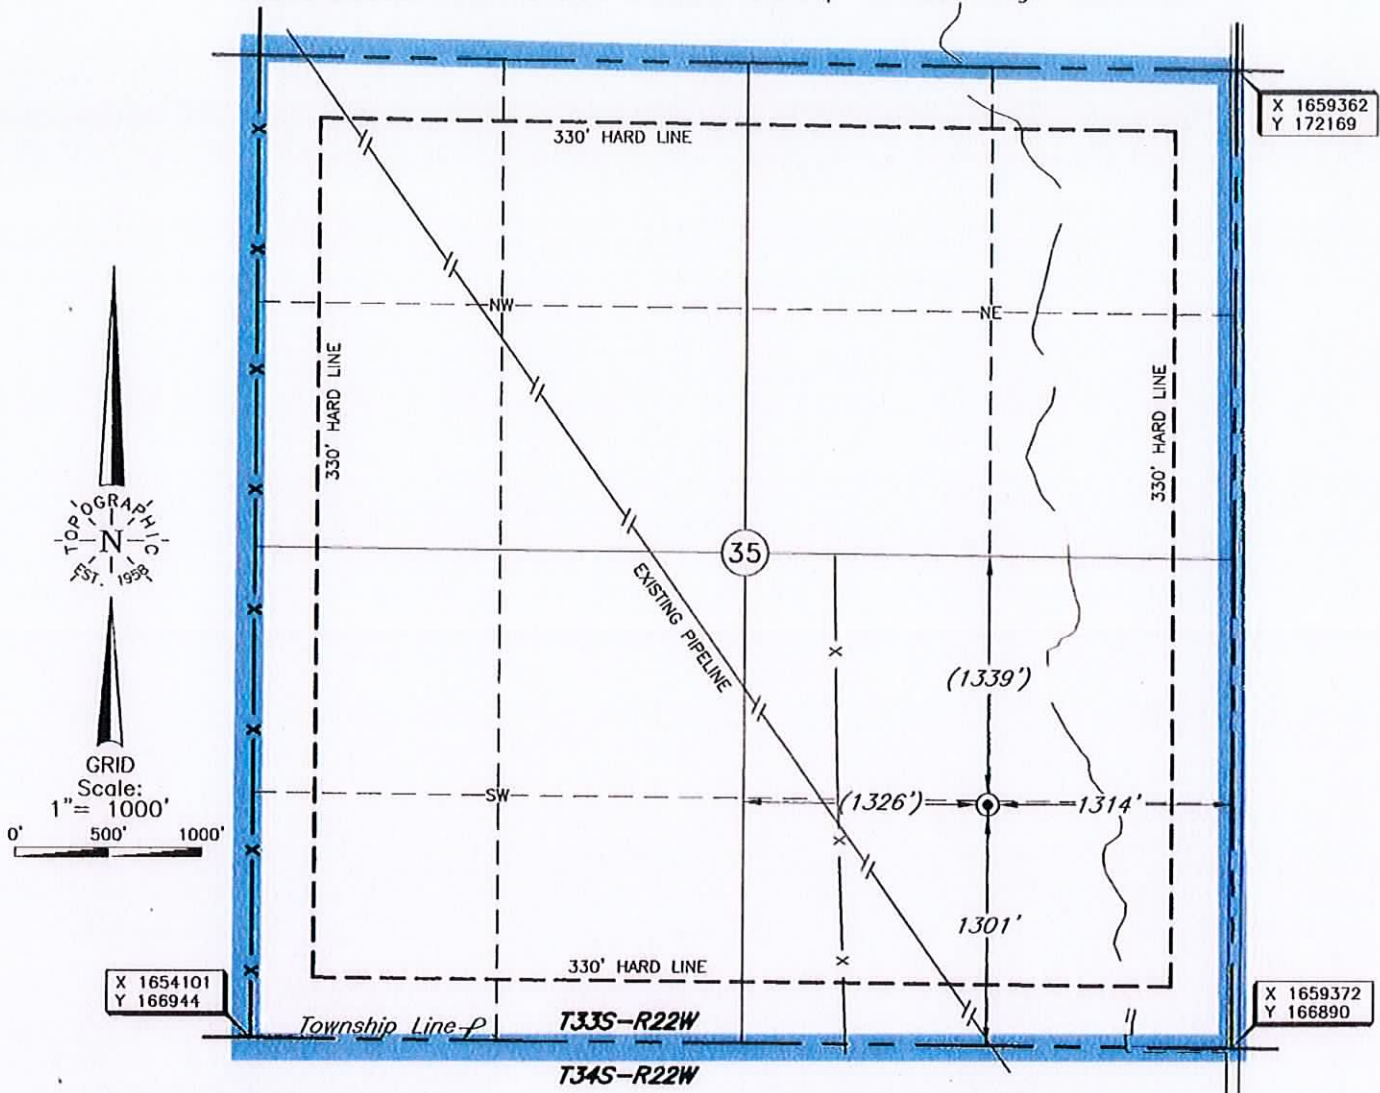 X 1659362
Y 172169
330' HARD LINE
NW
NE
330' HARD LINE
330' HARD LINE
TOPOGRAPHIC
N
EST. 1958
35
EXISTING PIPELINE
(1339')
GRID
Scale:
1"= 1000'
0' 500' 1000'
SW
(1326')
1314'
1301'
330' HARD LINE
X 1654101
Y 166944
X 1659372
Y 166890
Township Line
T33S-R22W
T34S-R22W
X
X
X
X
X
X
X
X
X
X
X